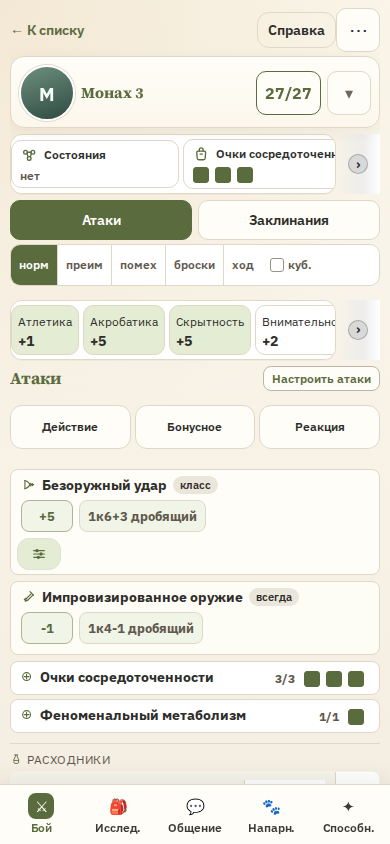 ← К списку
Справка
...
М
Монах 3
27/27
▼
Состояния
нет
Очки сосредоточенн
Атаки
Заклинания
норм
преим
помех
броски
ход
куб.
Атлетика
+1
Акробатика
+5
Скрытность
+5
Внимательно
+2
Атаки
Настроить атаки
Действие
Бонусное
Реакция
Безоружный удар
класс
+5
1к6+3 дробящий
Импровизированное оружие
всегда
-1
1к4-1 дробящий
Очки сосредоточенности
3/3
Феноменальный метаболизм
1/1
РАСХОДНИКИ
Бой
Исслед.
Общение
Напарн.
Способн.